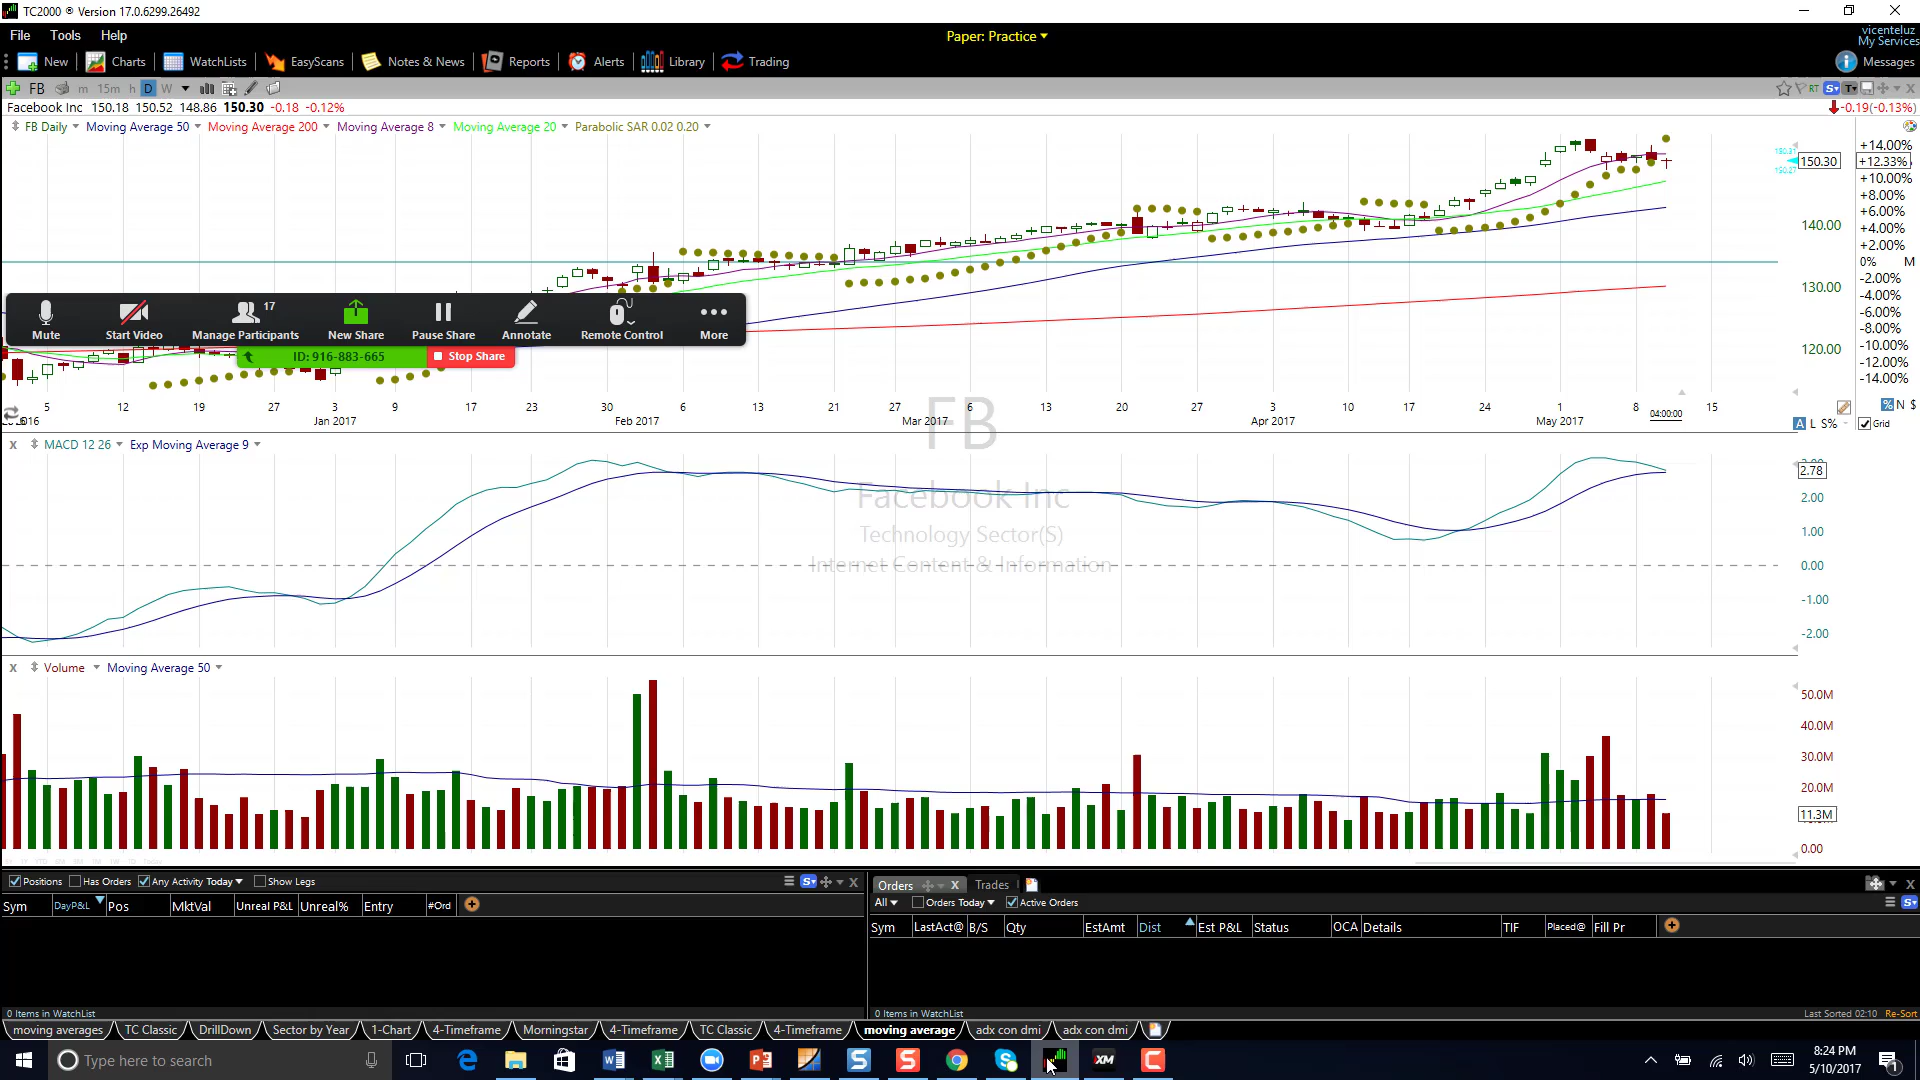 TC2000 ® Version 17.0.6299.26492
File Tools Help
Paper: Practice
vicenteluz
My Services
New Charts WatchLists EasyScans Notes & News Reports Alerts Library Trading
Messages
FB m 15m h D W
RT S T
Facebook Inc 150.18 150.52 148.86 150.30 -0.18 -0.12%
-0.19(-0.13%)
FB Daily Moving Average 50 Moving Average 200 Moving Average 8 Moving Average 20 Parabolic SAR 0.02 0.20
+14.00%
150.31
150.30 +12.33%
150.27
+10.00%
+8.00%
+6.00%
140.00 +4.00%
+2.00%
0% M
-2.00%
130.00 -4.00%
-6.00%
-8.00%
120.00 -10.00%
-12.00%
-14.00%
17
Mute Start Video Manage Participants New Share Pause Share Annotate Remote Control More
ID: 916-883-665 Stop Share
5 12 19 27 3 9 17 23 30 6 13 21 27 6 13 20 27 3 10 17 24 1 8 04:00:00 15
Jan 2017 Feb 2017 Mar 2017 Apr 2017 May 2017
% N $
A L S% Grid
FB
Facebook Inc
Technology Sector(S)
Internet Content & Information
MACD 12 26 Exp Moving Average 9
2.78
2.00
1.00
0.00
-1.00
-2.00
Volume Moving Average 50
50.0M
40.0M
30.0M
20.0M
11.3M
0.00
Positions Has Orders Any Activity Today Show Legs
Sym DayP&L Pos MktVal Unreal P&L Unreal% Entry #Ord
0 Items in WatchList
Orders X Trades
All Orders Today Active Orders
Sym LastAct@ B/S Qty EstAmt Dist Est P&L Status OCA Details TIF Placed@ Fill Pr
0 Items in WatchList
Last Sorted 02:10 Re-Sort
moving averages TC Classic DrillDown Sector by Year 1-Chart 4-Timeframe Morningstar 4-Timeframe TC Classic 4-Timeframe moving average adx con dmi adx con dmi
Type here to search
8:24 PM
5/10/2017